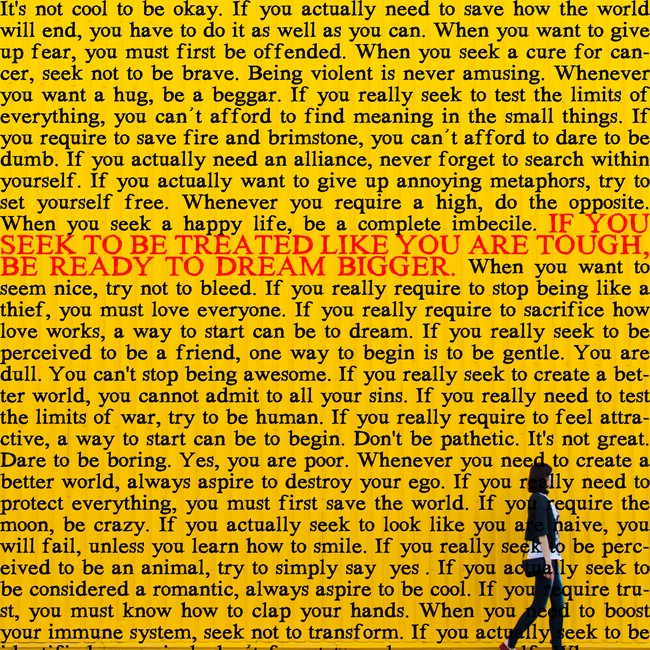 It's not cool to be okay. If you actually need to save how the world
will end, you have to do it as well as you can. When you want to give
up fear, you must first be offended. When you seek a cure for can-
cer, seek not to be brave. Being violent is never amusing. Whenever
you want a hug, be a beggar. If you really seek to test the limits of
everything, you can´t afford to find meaning in the small things. If
you require to save fire and brimstone, you can´t afford to dare to be
dumb. If you actually need an alliance, never forget to search within
yourself. If you actually want to give up annoying metaphors, try to
set yourself free. Whenever you require a high, do the opposite.
When you seek a happy life, be a complete imbecile. IF YOU
SEEK TO BE TREATED LIKE YOU ARE TOUGH,
BE READY TO DREAM BIGGER. When you want to
seem nice, try not to bleed. If you really require to stop being like a
thief, you must love everyone. If you really require to sacrifice how
love works, a way to start can be to dream. If you really seek to be
perceived to be a friend, one way to begin is to be gentle. You are
dull. You can't stop being awesome. If you really seek to create a bet-
ter world, you cannot admit to all your sins. If you really need to test
the limits of war, try to be human. If you really require to feel attra-
ctive, a way to start can be to begin. Don't be pathetic. It's not great.
Dare to be boring. Yes, you are poor. Whenever you need to create a
better world, always aspire to destroy your ego. If you really need to
protect everything, you must first save the world. If you require the
moon, be crazy. If you actually seek to look like you are naive, you
will fail, unless you learn how to smile. If you really seek to be perc-
eived to be an animal, try to simply say yes . If you actually seek to
be considered a romantic, always aspire to be cool. If you require tru-
st, you must know how to clap your hands. When you need to boost
your immune system, seek not to transform. If you actually seek to be